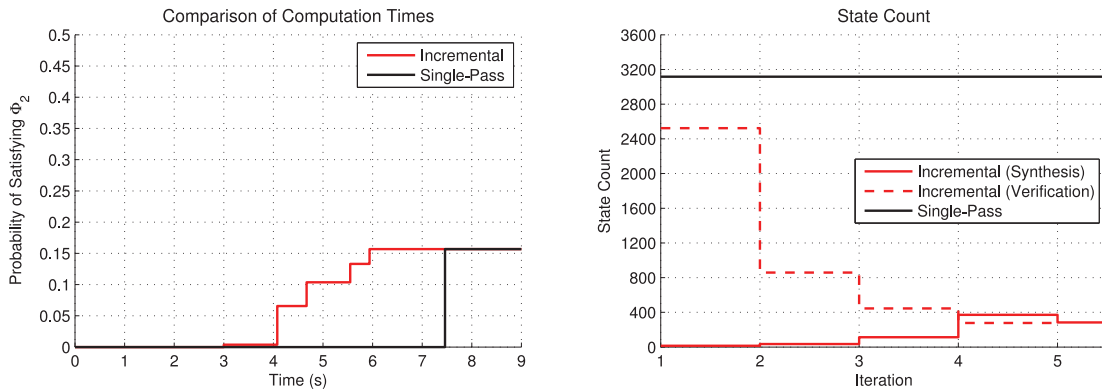 Comparison of Computation Times
0.5
0.45
0.4
0.35
0.3
0.25
0.2
0.15
0.1
0.05
0
Probability of Satisfying Φ2
Incremental
Single-Pass
0 1 2 3 4 5 6 7 8 9
Time (s)
State Count
3600
3200
2800
2400
2000
1600
1200
800
400
0
State Count
Incremental (Synthesis)
Incremental (Verification)
Single-Pass
1 2 3 4 5
Iteration